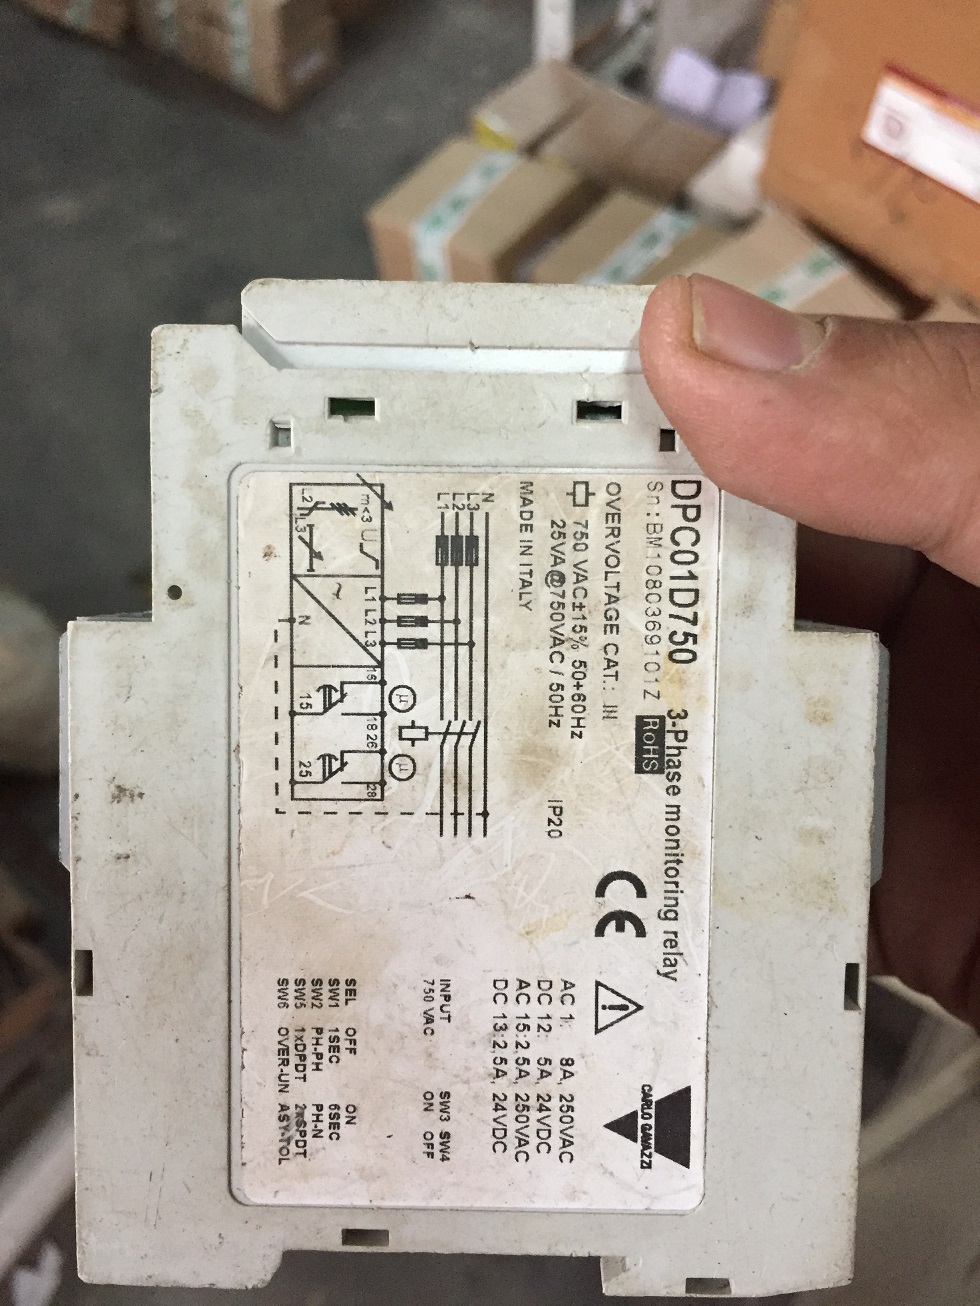 DPC01D750 3-Phase monitoring relay
Sn:BM1080369101Z RoHS
CARLO GAVAZZI
OVERVOLTAGE CAT.: III
CE
750 VAC±15% 50+60Hz
25VA@750VAC / 50Hz IP20
MADE IN ITALY
AC 1: 8A, 250VAC
DC 12: 5A, 24VDC
AC 15: 2,5A, 250VAC
DC 13: 2,5A, 24VDC
N
L3
L2
L1
INPUT SW3 SW4
750 VAC ON OFF
m<3 U
L2
L3
~
L1 L2 L3
N
16 18 26 28
15 25
µ
µ
SEL OFF ON
SW1 1SEC 6SEC
SW2 PH-PH PH-N
SW5 1xDPDT 2xSPDT
SW6 OVER-UN ASY-TOL